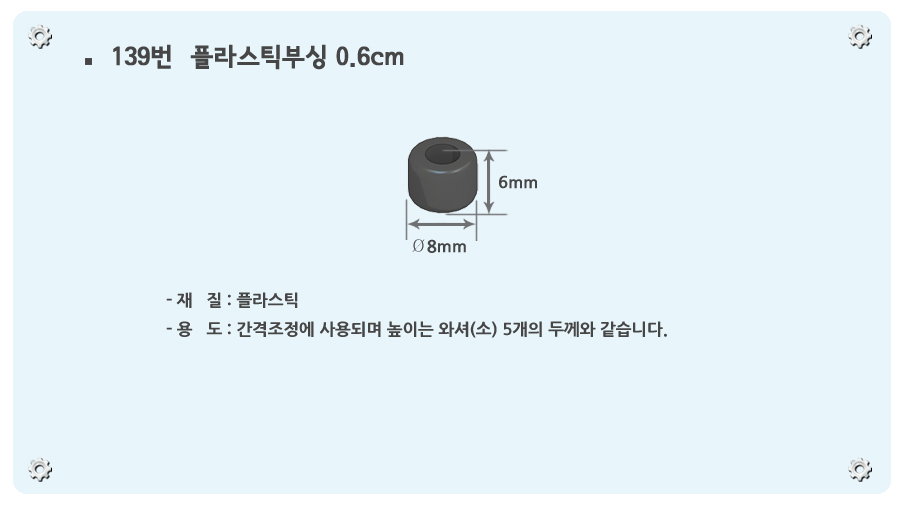 ▪ 139번 플라스틱부싱 0.6cm
6mm
Ø8mm
- 재 질 : 플라스틱
- 용 도 : 간격조정에 사용되며 높이는 와셔(소) 5개의 두께와 같습니다.